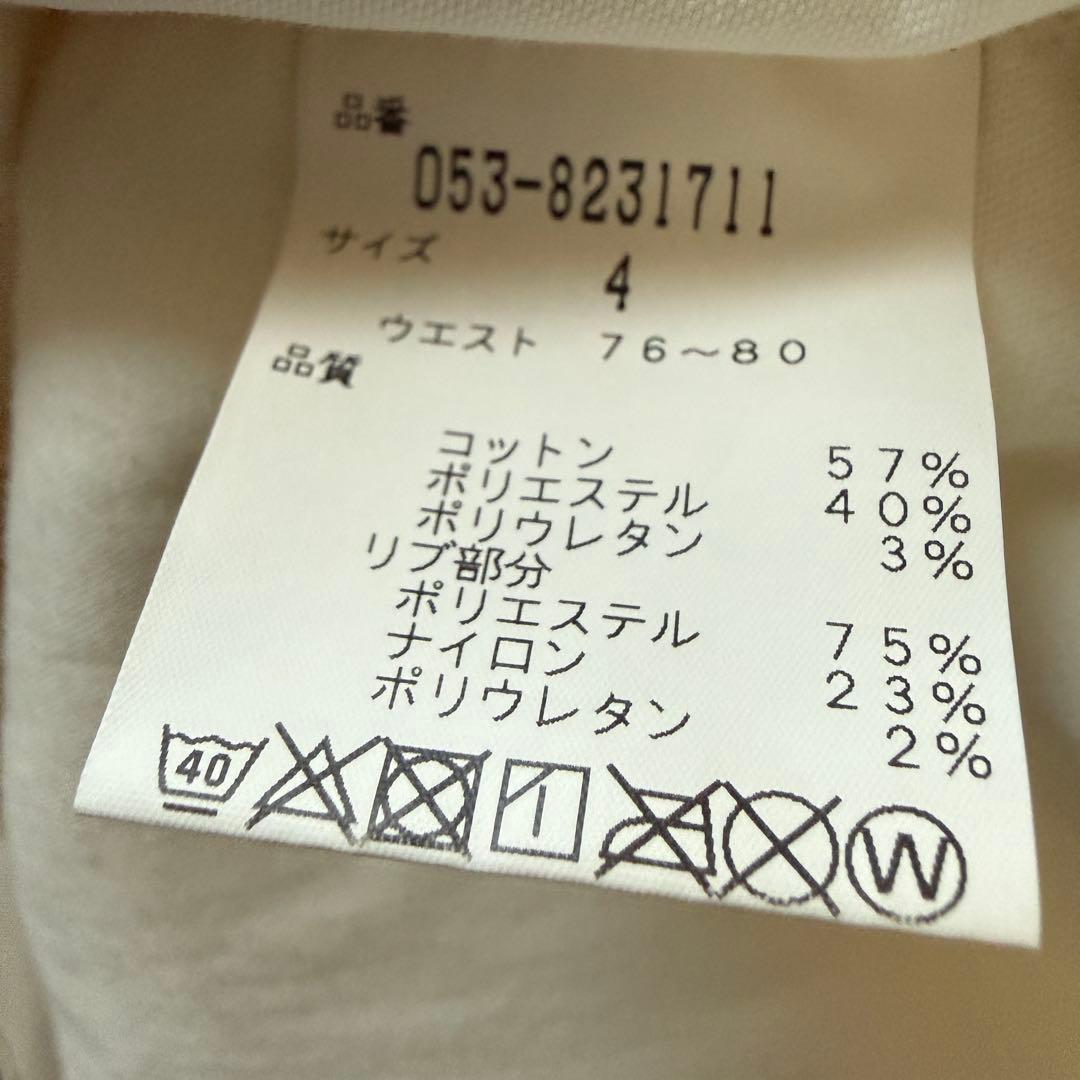 品番
053-8231711
サイズ
4
ウエスト 76～80
品質
コットン 57%
ポリエステル 40%
ポリウレタン 3%
リブ部分
ポリエステル 75%
ナイロン 23%
ポリウレタン 2%
40
W